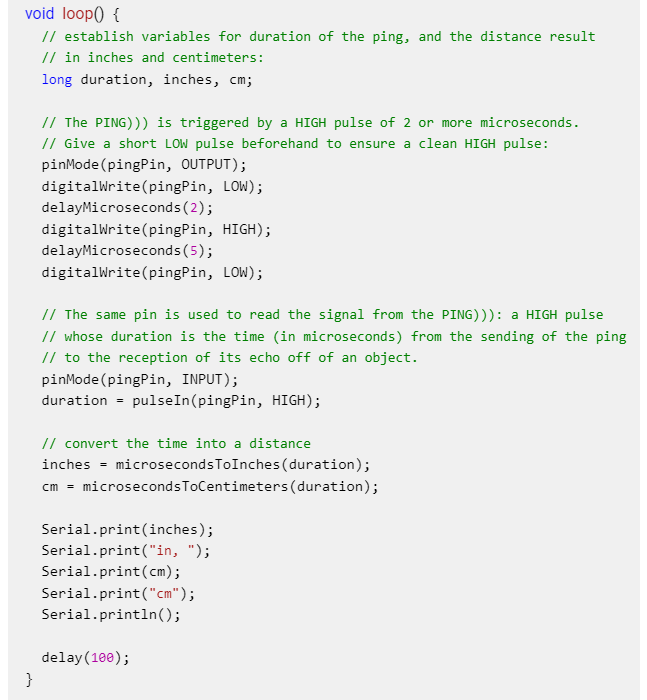 void loop() {
// establish variables for duration of the ping, and the distance result
// in inches and centimeters:
long duration, inches, cm;
// The PING))) is triggered by a HIGH pulse of 2 or more microseconds.
// Give a short LOW pulse beforehand to ensure a clean HIGH pulse:
pinMode(pingPin, OUTPUT);
digitalWrite(pingPin, LOW);
delayMicroseconds(2);
digitalWrite(pingPin, HIGH);
delayMicroseconds(5);
digitalWrite(pingPin, LOW);
// The same pin is used to read the signal from the PING))): a HIGH pulse
// whose duration is the time (in microseconds) from the sending of the ping
// to the reception of its echo off of an object.
pinMode(pingPin, INPUT);
duration = pulseIn(pingPin, HIGH);
// convert the time into a distance
inches = microsecondsToInches(duration);
cm = microsecondsToCentimeters(duration);
Serial.print(inches);
Serial.print("in, ");
Serial.print(cm);
Serial.print("cm");
Serial.println();
delay(100);
}